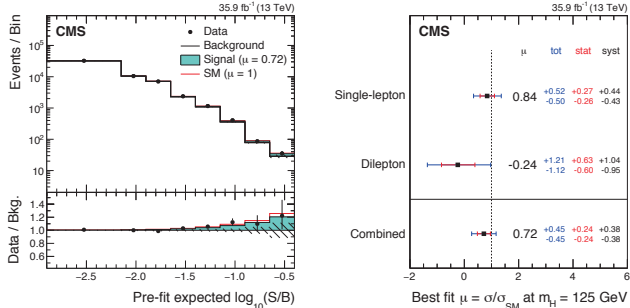 35.9 fb⁻¹ (13 TeV)
CMS
Data
Background
Signal (μ = 0.72)
SM (μ = 1)
Events / Bin
10⁵
10⁴
10³
10²
10
Data / Bkg.
1.4
1.2
1.0
0.8
0.6
−2.5 −2.0 −1.5 −1.0 −0.5
Pre-fit expected log₁₀(S/B)
35.9 fb⁻¹ (13 TeV)
CMS
μ tot stat syst
Single-lepton 0.84 +0.52 −0.50 +0.27 −0.26 +0.44 −0.43
Dilepton −0.24 +1.21 −1.12 +0.63 −0.60 +1.04 −0.95
Combined 0.72 +0.45 −0.45 +0.24 −0.24 +0.38 −0.38
−2 0 2 4 6
Best fit μ = σ/σSM at mH = 125 GeV